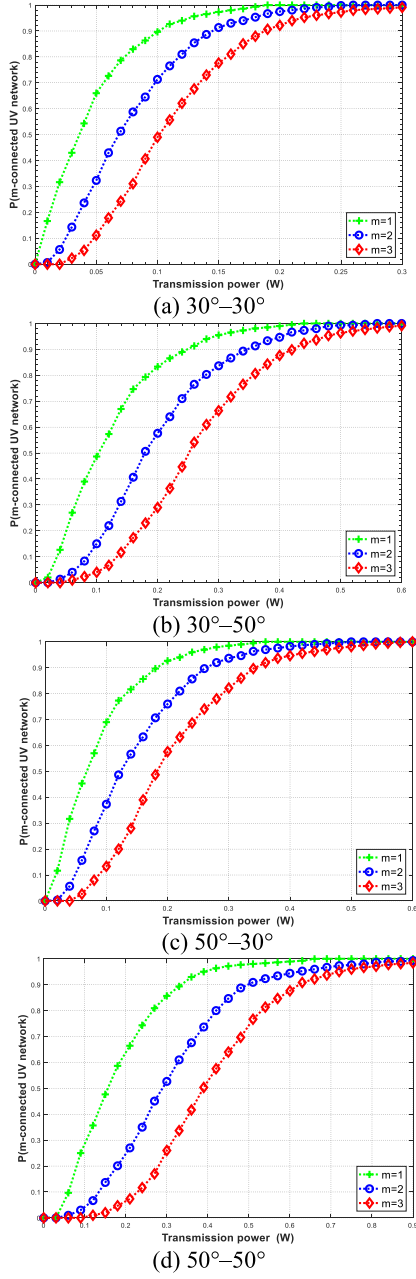 P(m-connected UV network)
1
0.9
0.8
0.7
0.6
0.5
0.4
0.3
0.2
0.1
0
m=1
m=2
m=3
0 0.05 0.1 0.15 0.2 0.25 0.3
Transmission power (W)
(a) 30°–30°
P(m-connected UV network)
1
0.9
0.8
0.7
0.6
0.5
0.4
0.3
0.2
0.1
0
m=1
m=2
m=3
0 0.1 0.2 0.3 0.4 0.5 0.6
Transmission power (W)
(b) 30°–50°
P(m-connected UV network)
1
0.9
0.8
0.7
0.6
0.5
0.4
0.3
0.2
0.1
0
m=1
m=2
m=3
0 0.1 0.2 0.3 0.4 0.5 0.6
Transmission power (W)
(c) 50°–30°
P(m-connected UV network)
1
0.9
0.8
0.7
0.6
0.5
0.4
0.3
0.2
0.1
0
m=1
m=2
m=3
0 0.1 0.2 0.3 0.4 0.5 0.6 0.7 0.8 0.9
Transmission power (W)
(d) 50°–50°